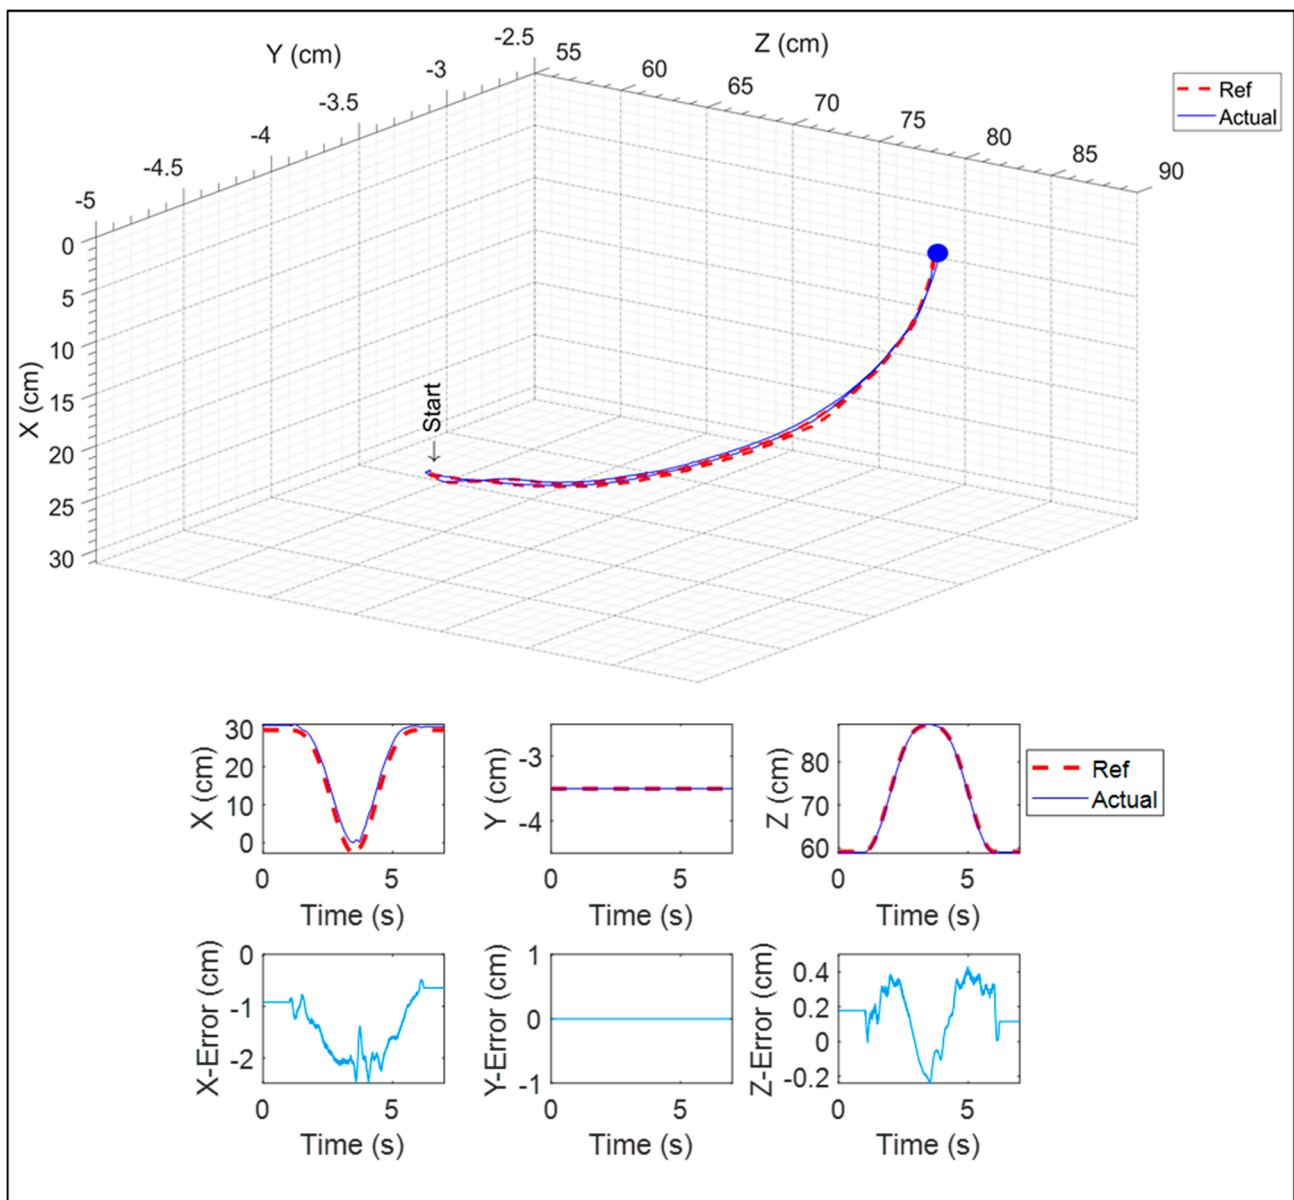 Y (cm)
Z (cm)
-5
-4.5
-4
-3.5
-3
-2.5
55
60
65
70
75
80
85
90
Ref
Actual
X (cm)
0
5
10
15
20
25
30
Start
X (cm)
30
20
10
0
0
5
Time (s)
Y (cm)
-3
-4
0
5
Time (s)
Z (cm)
80
70
60
0
5
Time (s)
Ref
Actual
X-Error (cm)
0
-1
-2
0
5
Time (s)
Y-Error (cm)
1
0
-1
0
5
Time (s)
Z-Error (cm)
0.4
0.2
0
-0.2
0
5
Time (s)